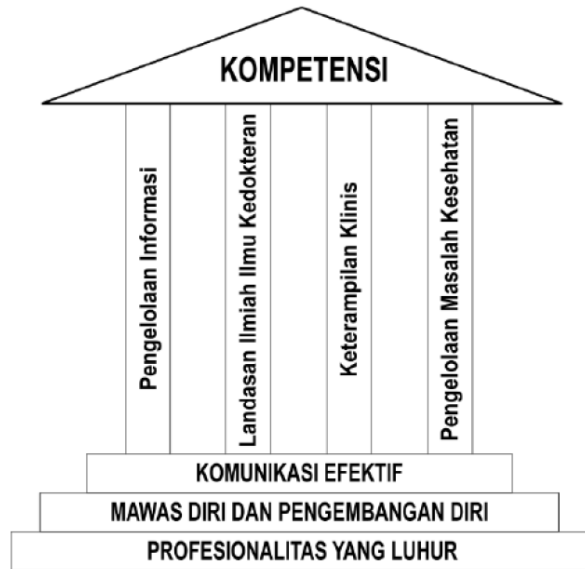 KOMPETENSI
Pengelolaan Informasi
Landasan Ilmiah Ilmu Kedokteran
Keterampilan Klinis
Pengelolaan Masalah Kesehatan
KOMUNIKASI EFEKTIF
MAWAS DIRI DAN PENGEMBANGAN DIRI
PROFESIONALITAS YANG LUHUR